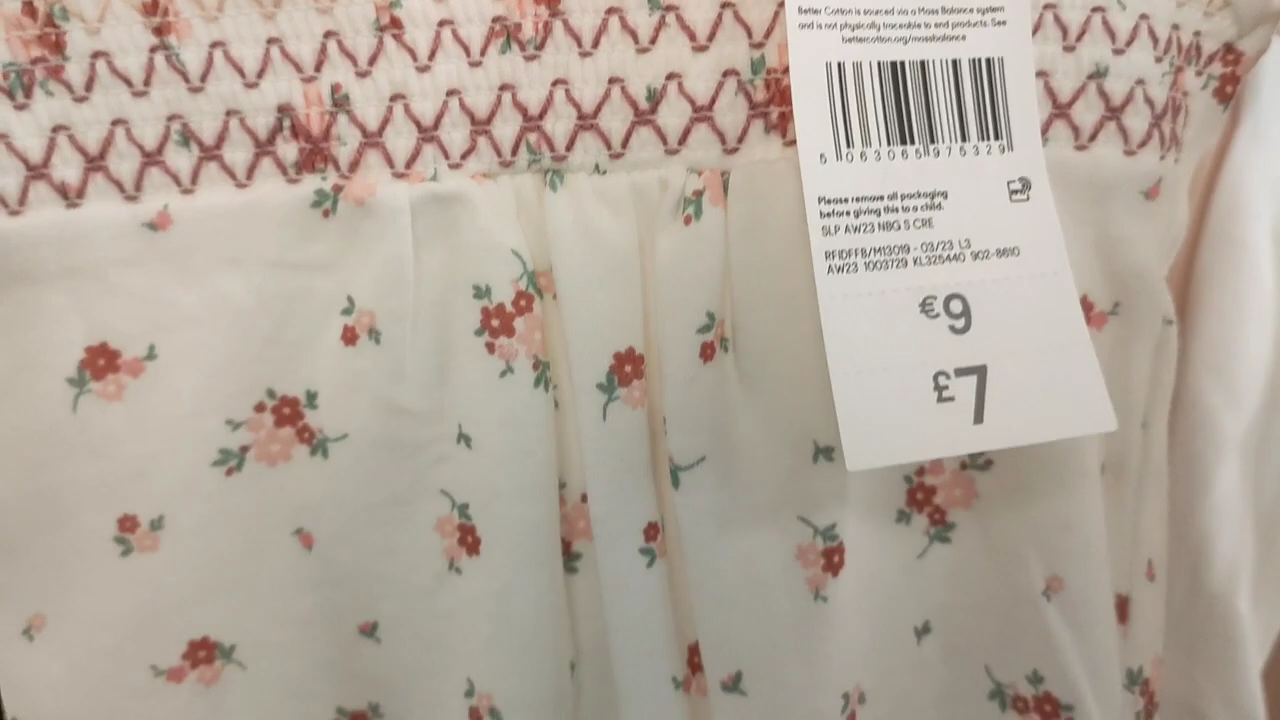 Better Cotton is sourced via a Mass Balance system
and is not physically traceable to end products. See
bettercotton.org/massbalance
5 063065 975329
Please remove all packaging
before giving this to a child.
SLP AW23 NBG S CRE
RFIDFFB/M13019 - 03/23 L3
AW23 1003729 KL325440 902-8610
€9
£7